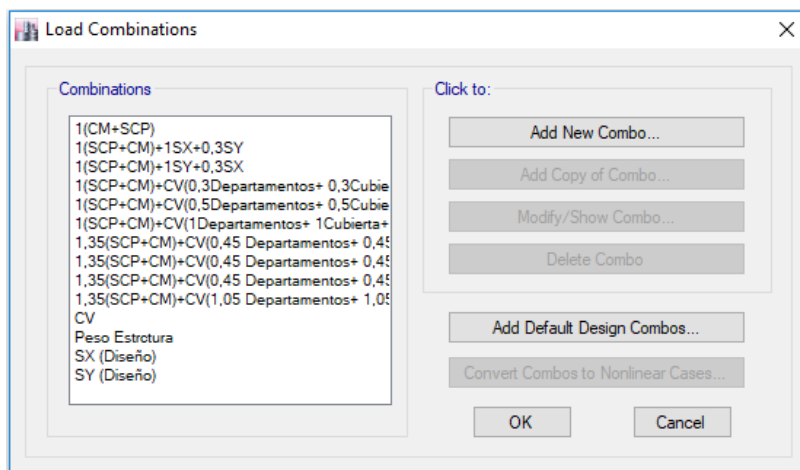 Load Combinations
Combinations
1(CM+SCP)
1(SCP+CM)+1SX+0,3SY
1(SCP+CM)+1SY+0,3SX
1(SCP+CM)+CV(0,3Departamentos+ 0,3Cubie
1(SCP+CM)+CV(0,5Departamentos+ 0,5Cubie
1(SCP+CM)+CV(1Departamentos+ 1Cubierta+
1,35(SCP+CM)+CV(0,45 Departamentos+ 0,45
1,35(SCP+CM)+CV(0,45 Departamentos+ 0,45
1,35(SCP+CM)+CV(0,45 Departamentos+ 0,45
1,35(SCP+CM)+CV(1,05 Departamentos+ 1,05
CV
Peso Estrctura
SX (Diseño)
SY (Diseño)
Click to:
Add New Combo...
Add Copy of Combo...
Modify/Show Combo...
Delete Combo
Add Default Design Combos...
Convert Combos to Nonlinear Cases...
OK
Cancel